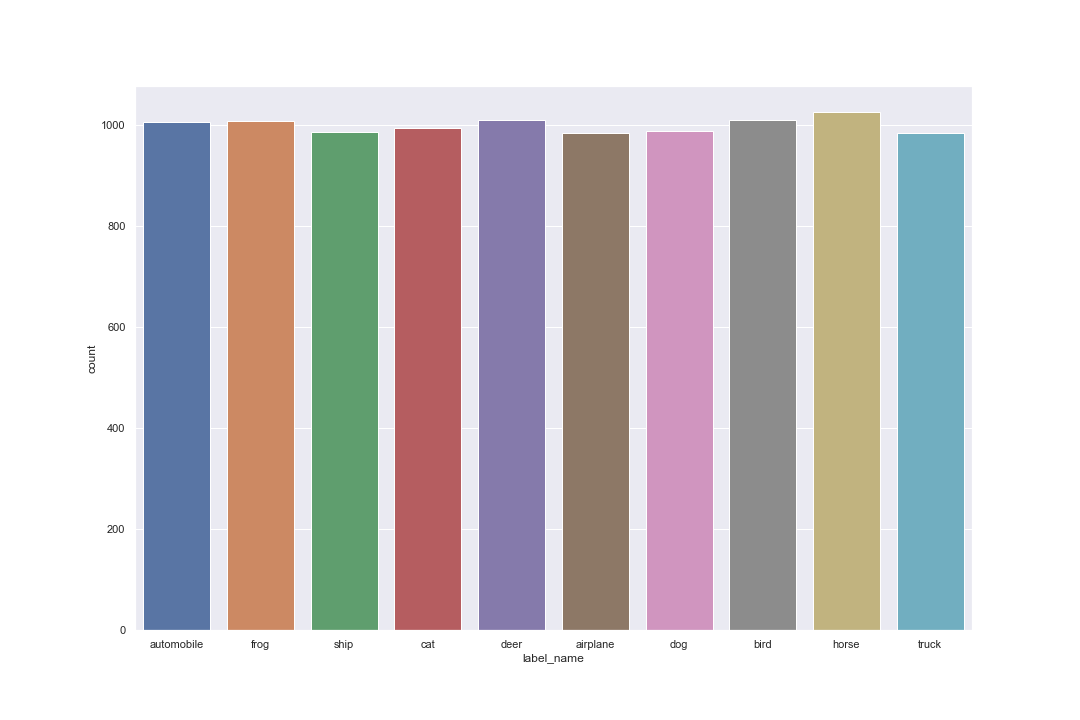 1000
800
600
400
200
0
count
automobile frog ship cat deer airplane dog bird horse truck
label_name